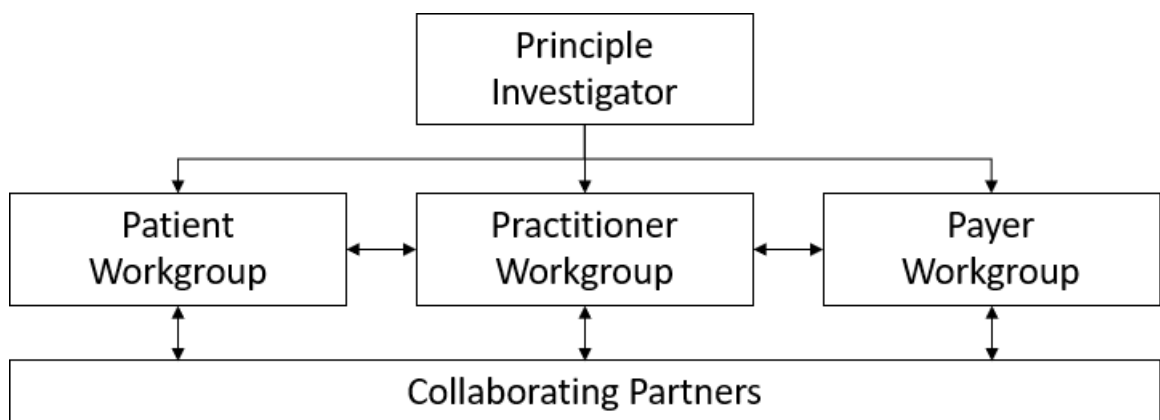 Principle
Investigator
Patient
Workgroup
Practitioner
Workgroup
Payer
Workgroup
Collaborating Partners